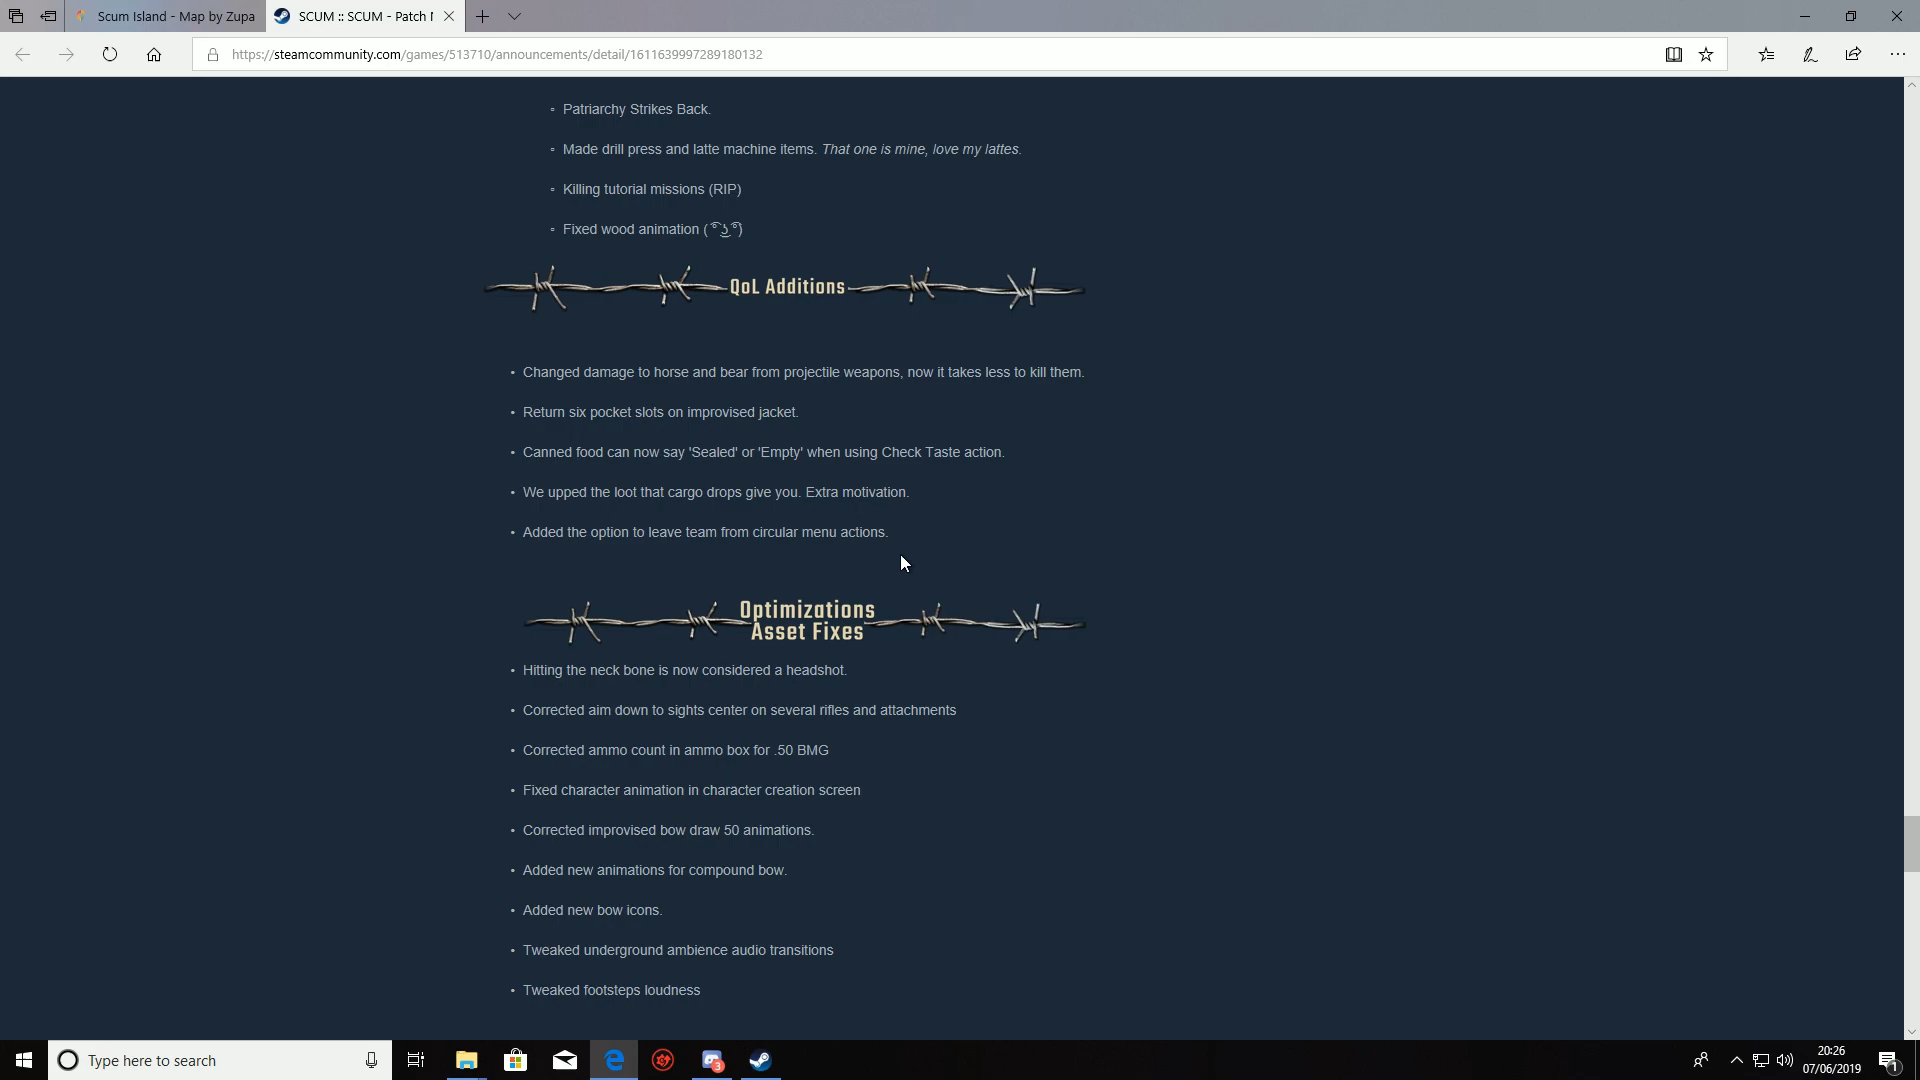 Scum Island - Map by Zupa
SCUM :: SCUM - Patch
https://steamcommunity.com/games/513710/announcements/detail/1611639997289180132
▫ Patriarchy Strikes Back.
▫ Made drill press and latte machine items. That one is mine, love my lattes.
▫ Killing tutorial missions (RIP)
▫ Fixed wood animation ( ͡° ͜ʖ ͡°)
QoL Additions
• Changed damage to horse and bear from projectile weapons, now it takes less to kill them.
• Return six pocket slots on improvised jacket.
• Canned food can now say 'Sealed' or 'Empty' when using Check Taste action.
• We upped the loot that cargo drops give you. Extra motivation.
• Added the option to leave team from circular menu actions.
Optimizations
Asset Fixes
• Hitting the neck bone is now considered a headshot.
• Corrected aim down to sights center on several rifles and attachments
• Corrected ammo count in ammo box for .50 BMG
• Fixed character animation in character creation screen
• Corrected improvised bow draw 50 animations.
• Added new animations for compound bow.
• Added new bow icons.
• Tweaked underground ambience audio transitions
• Tweaked footsteps loudness
Type here to search
3
20:26
07/06/2019
1